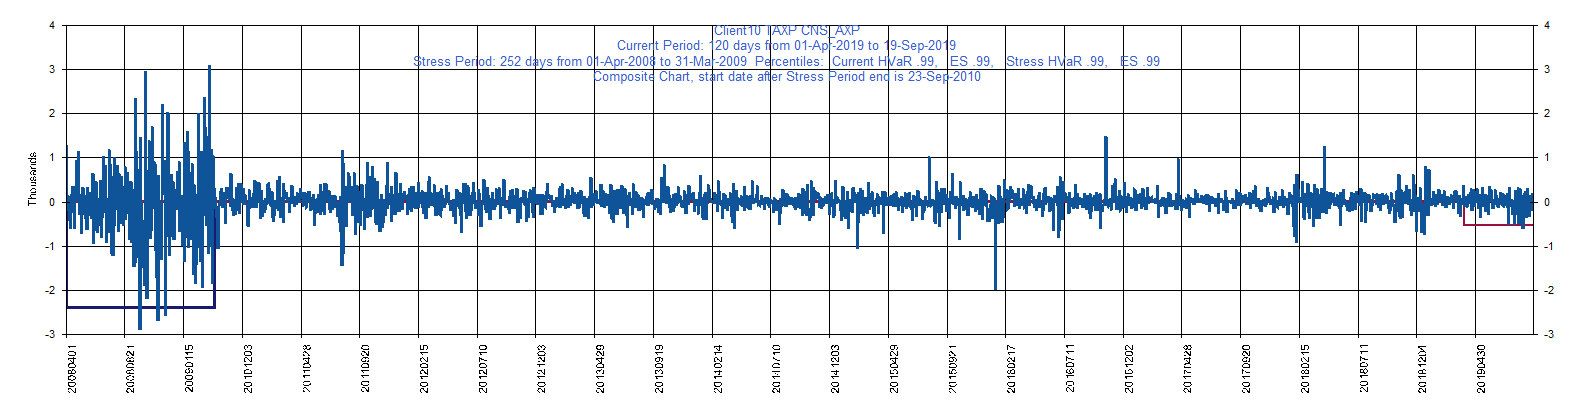 Client10 TAXP CNS_AXP
Current Period: 120 days from 01-Apr-2019 to 19-Sep-2019
Stress Period: 252 days from 01-Apr-2008 to 31-Mar-2009 Percentiles: Current HVaR .99, ES .99, Stress HVaR .99, ES .99
Composite Chart, start date after Stress Period end is 23-Sep-2010
4 4
3 3
2 2
1 1
0 0
-1 -1
-2 -2
-3 -3
Thousands
20080401 20080821 20090115 20101203 20110428 20110920 20120215 20120710 20121203 20130429 20130919 20140214 20140710 20141203 20150429 20150921 20160217 20160711 20161202 20170428 20170920 20180215 20180711 20181204 20190430